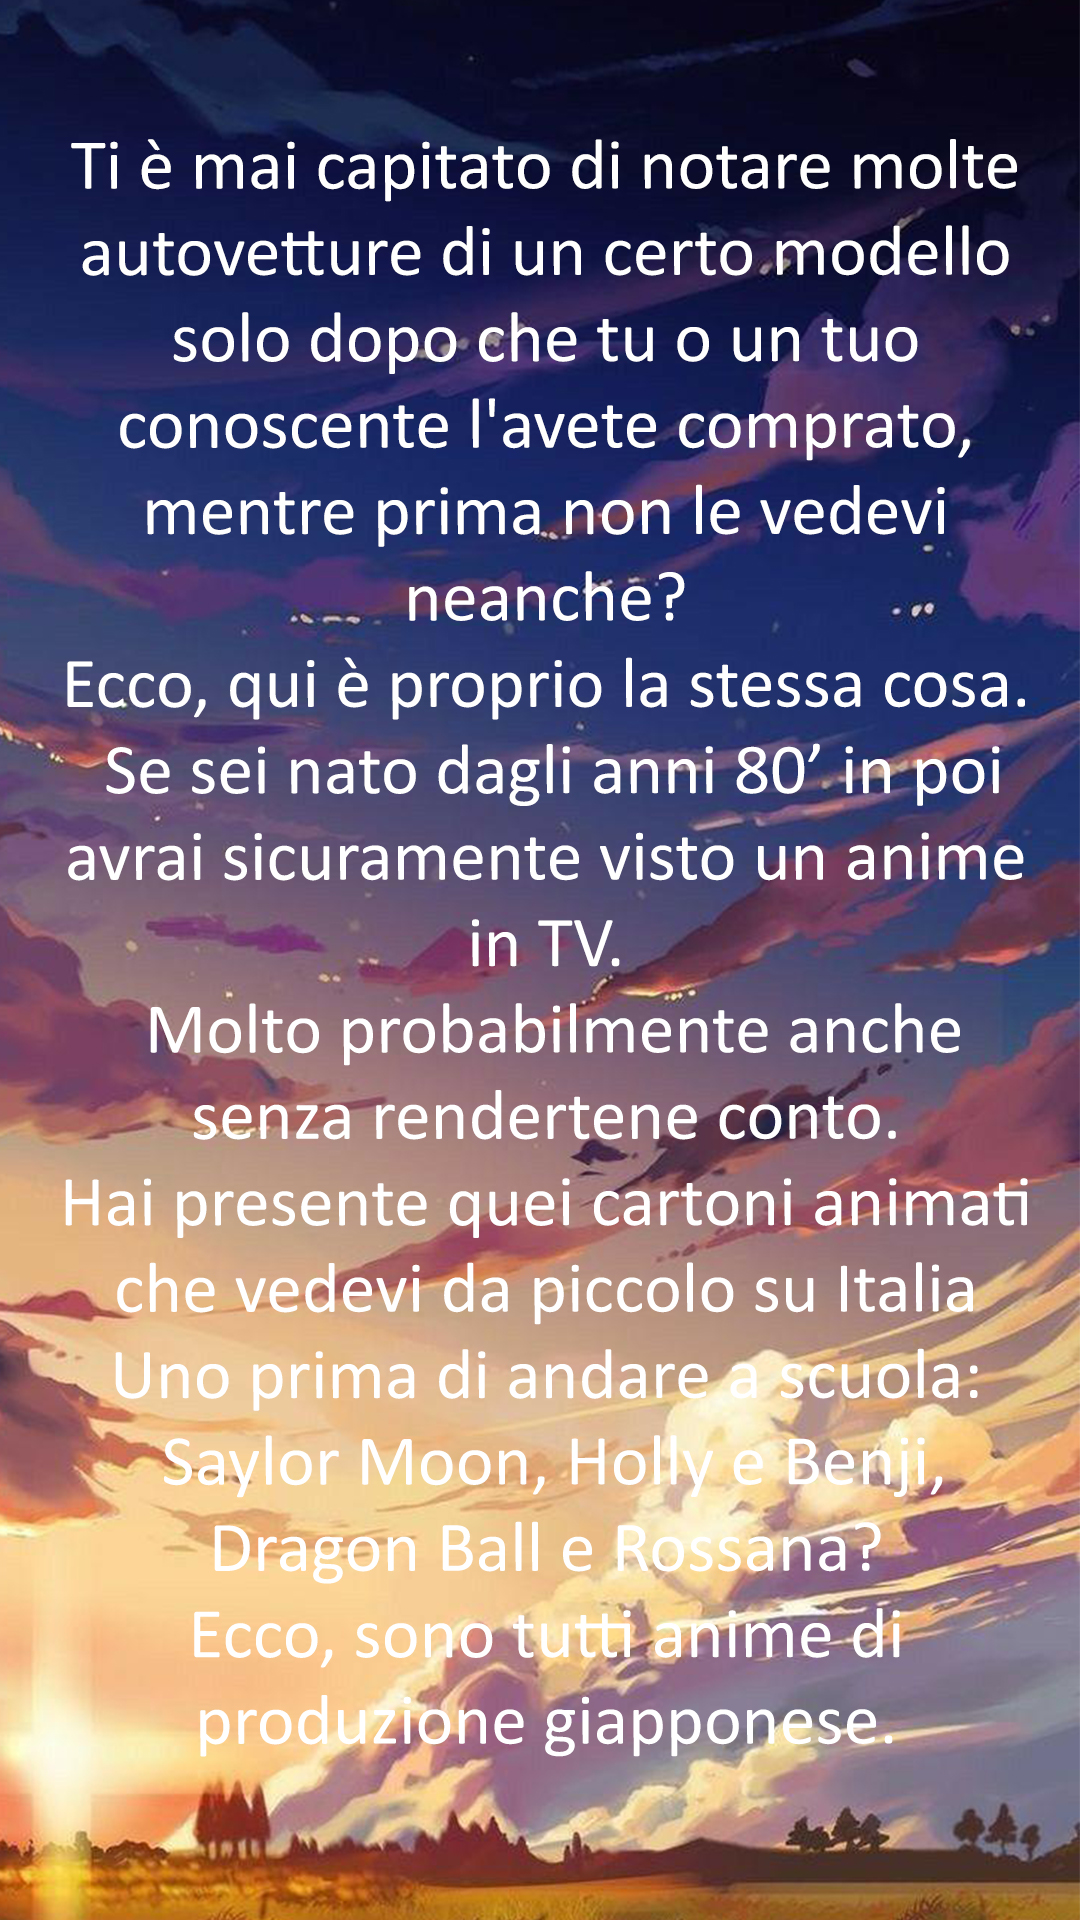 Ti è mai capitato di notare molte
autovetture di un certo modello
solo dopo che tu o un tuo
conoscente l'avete comprato,
mentre prima non le vedevi
neanche?
Ecco, qui è proprio la stessa cosa.
Se sei nato dagli anni 80’ in poi
avrai sicuramente visto un anime
in TV.
Molto probabilmente anche
senza rendertene conto.
Hai presente quei cartoni animati
che vedevi da piccolo su Italia
Uno prima di andare a scuola:
Saylor Moon, Holly e Benji,
Dragon Ball e Rossana?
Ecco, sono tutti anime di
produzione giapponese.